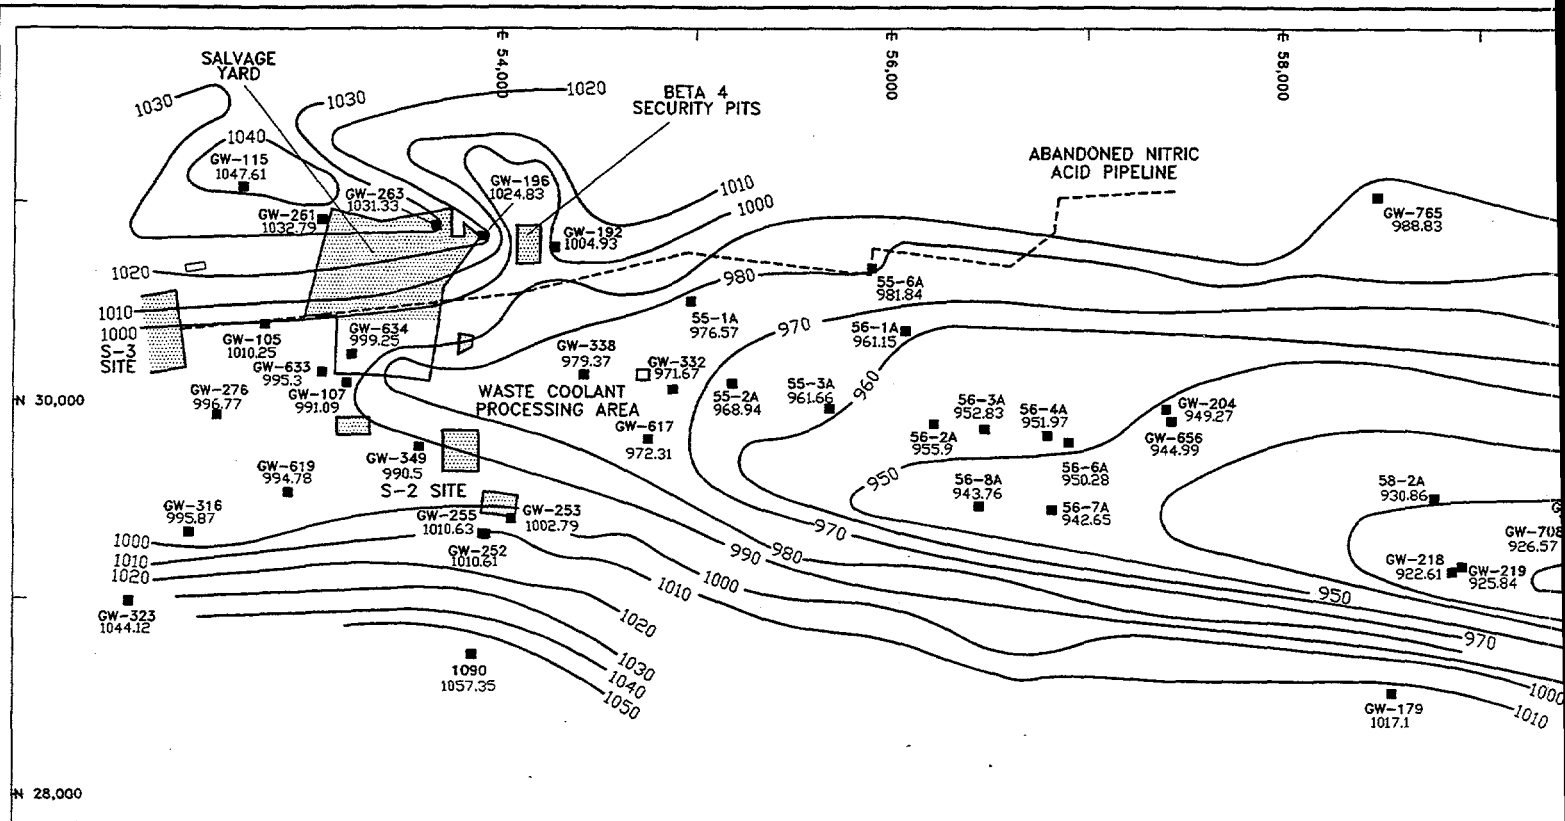 54,000
56,000
58,000
SALVAGE
YARD
BETA 4
SECURITY PITS
ABANDONED NITRIC
ACID PIPELINE
1030
1030
1020
1040
GW-115
1047.61
GW-263
1031.33
GW-196
1024.83
1010
1000
GW-261
1032.79
GW-192
1004.93
GW-765
988.83
1020
980
55-6A
981.84
1010
1000
S-3
SITE
GW-105
1010.25
GW-634
999.25
55-1A
976.57
970
56-1A
961.15
GW-338
979.37
GW-332
971.67
GW-633
995.3
GW-107
991.09
GW-276
996.77
N 30,000
WASTE COOLANT
PROCESSING AREA
55-2A
968.94
55-3A
961.66
960
56-3A
952.83
56-4A
951.97
GW-204
949.27
56-2A
955.9
GW-656
944.99
GW-617
972.31
GW-349
990.5
GW-619
994.78
S-2 SITE
950
56-8A
943.76
56-6A
950.28
56-7A
942.65
58-2A
930.86
G
GW-708
926.57
GW-316
995.87
GW-255
1010.63
GW-253
1002.79
GW-252
1010.61
1000
1010
1020
970
980
990
1000
1010
GW-218
922.61
GW-219
925.84
950
GW-323
1044.12
1020
970
1030
1040
1050
1090
1057.35
1000
1010
GW-179
1017.1
N 28,000